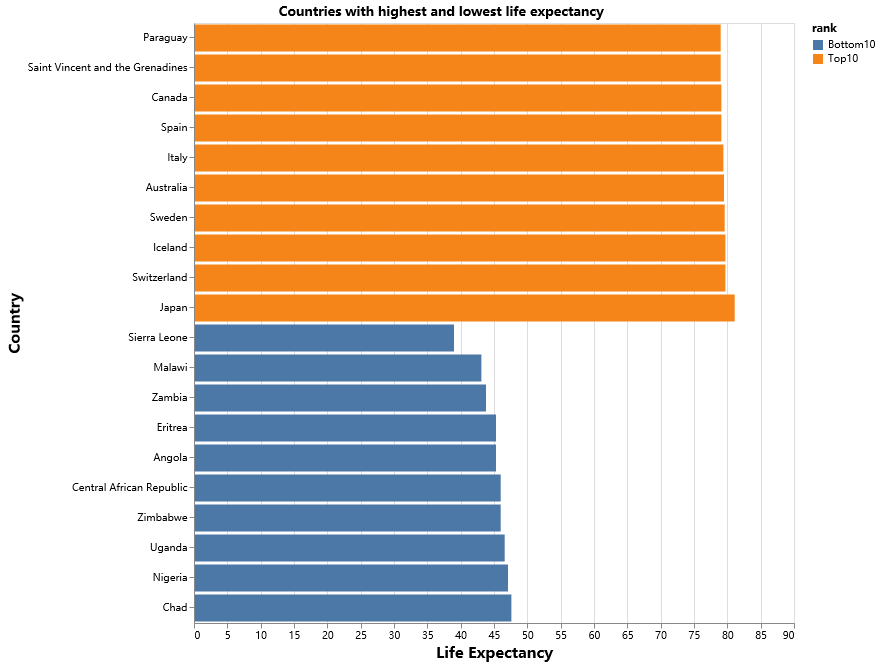 Countries with highest and lowest life expectancy
rank
Bottom10
Top10
Country
Paraguay
Saint Vincent and the Grenadines
Canada
Spain
Italy
Australia
Sweden
Iceland
Switzerland
Japan
Sierra Leone
Malawi
Zambia
Eritrea
Angola
Central African Republic
Zimbabwe
Uganda
Nigeria
Chad
0 5 10 15 20 25 30 35 40 45 50 55 60 65 70 75 80 85 90
Life Expectancy